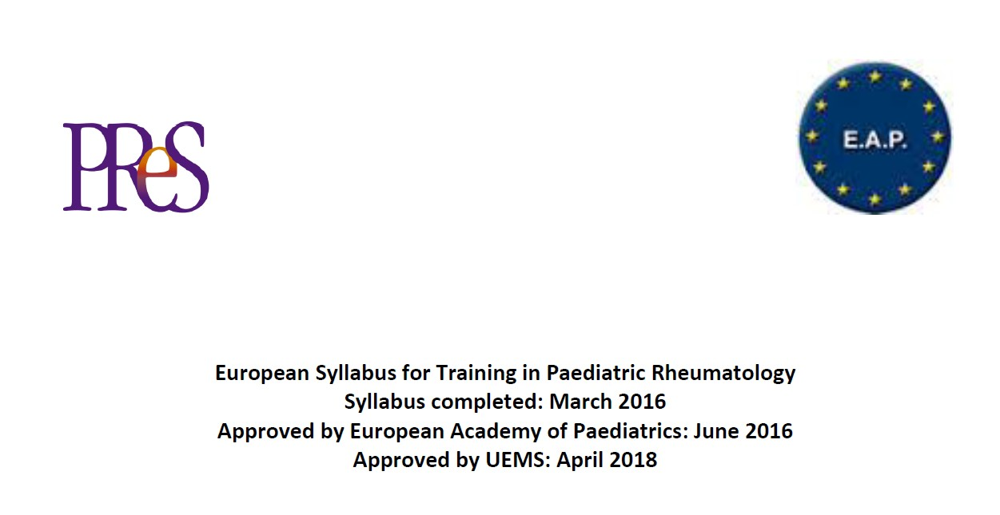 PReS
E.A.P.
European Syllabus for Training in Paediatric Rheumatology
Syllabus completed: March 2016
Approved by European Academy of Paediatrics: June 2016
Approved by UEMS: April 2018